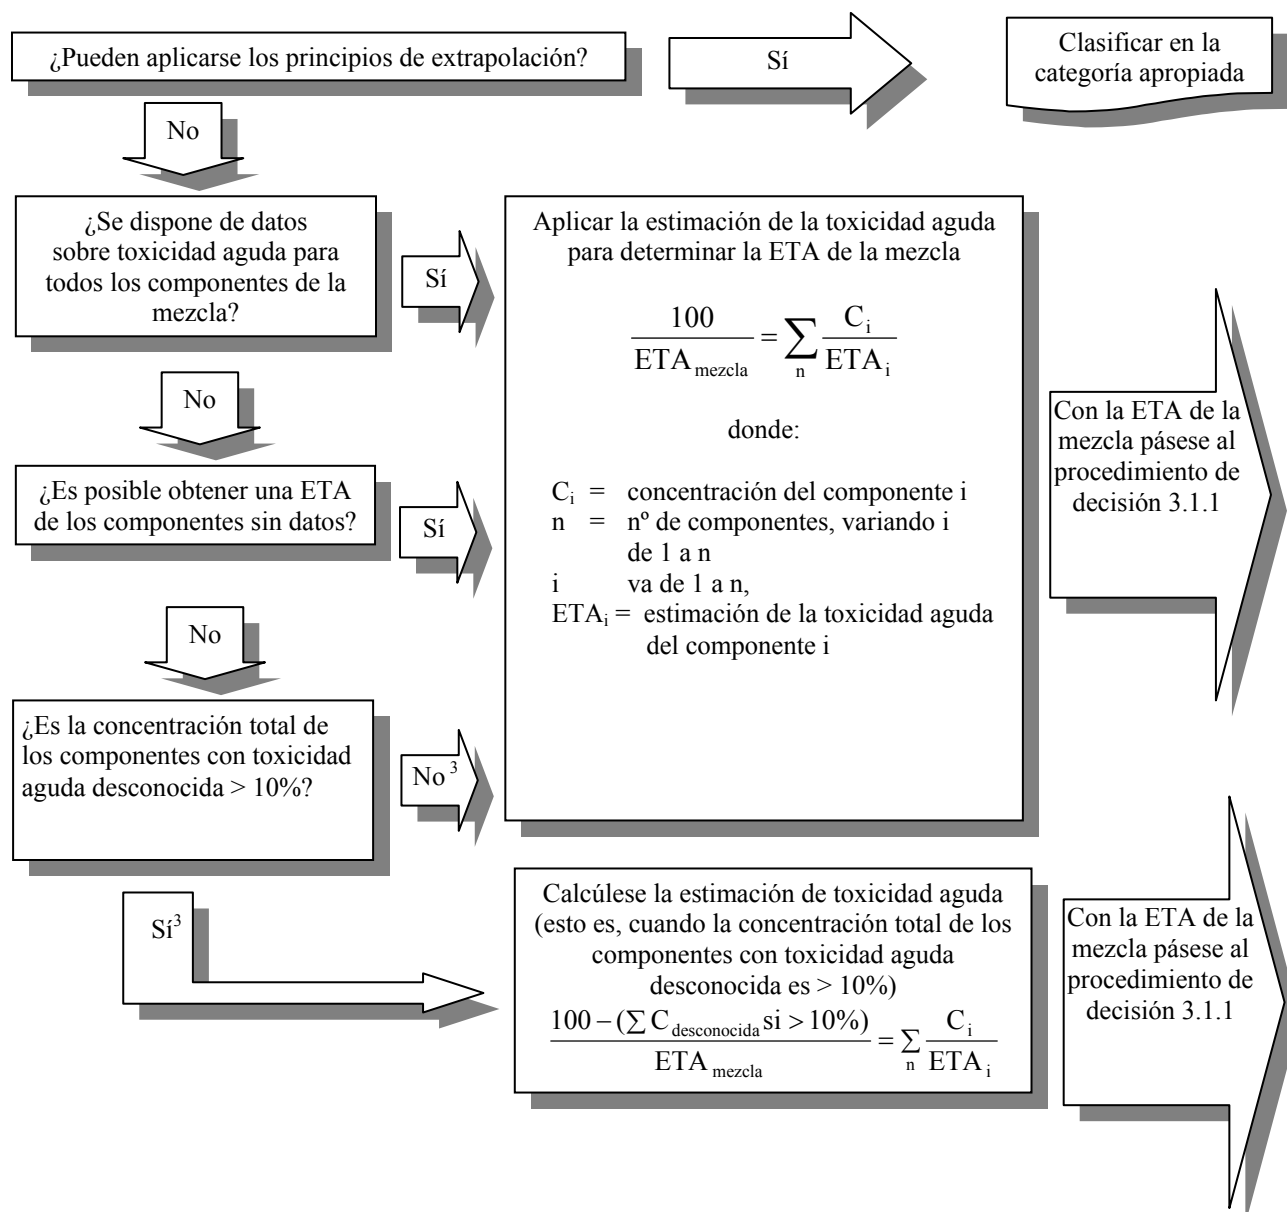 ¿Pueden aplicarse los principios de extrapolación?
Sí
Clasificar en la
categoría apropiada
No
¿Se dispone de datos
sobre toxicidad aguda para
todos los componentes de la
mezcla?
Sí
Aplicar la estimación de la toxicidad aguda
para determinar la ETA de la mezcla
100 / ETA mezcla = ∑ n C i / ETA i
donde:
C i = concentración del componente i
n = nº de componentes, variando i
de 1 a n
i va de 1 a n,
ETA i = estimación de la toxicidad aguda
del componente i
Con la ETA de la
mezcla pásese al
procedimiento de
decisión 3.1.1
No
¿Es posible obtener una ETA
de los componentes sin datos?
Sí
No
¿Es la concentración total de
los componentes con toxicidad
aguda desconocida > 10%?
No 3
Sí3
Calcúlese la estimación de toxicidad aguda
(esto es, cuando la concentración total de los
componentes con toxicidad aguda
desconocida es > 10%)
100 – (∑ C desconocida si > 10%) / ETA mezcla = ∑ n C i / ETA i
Con la ETA de la
mezcla pásese al
procedimiento de
decisión 3.1.1